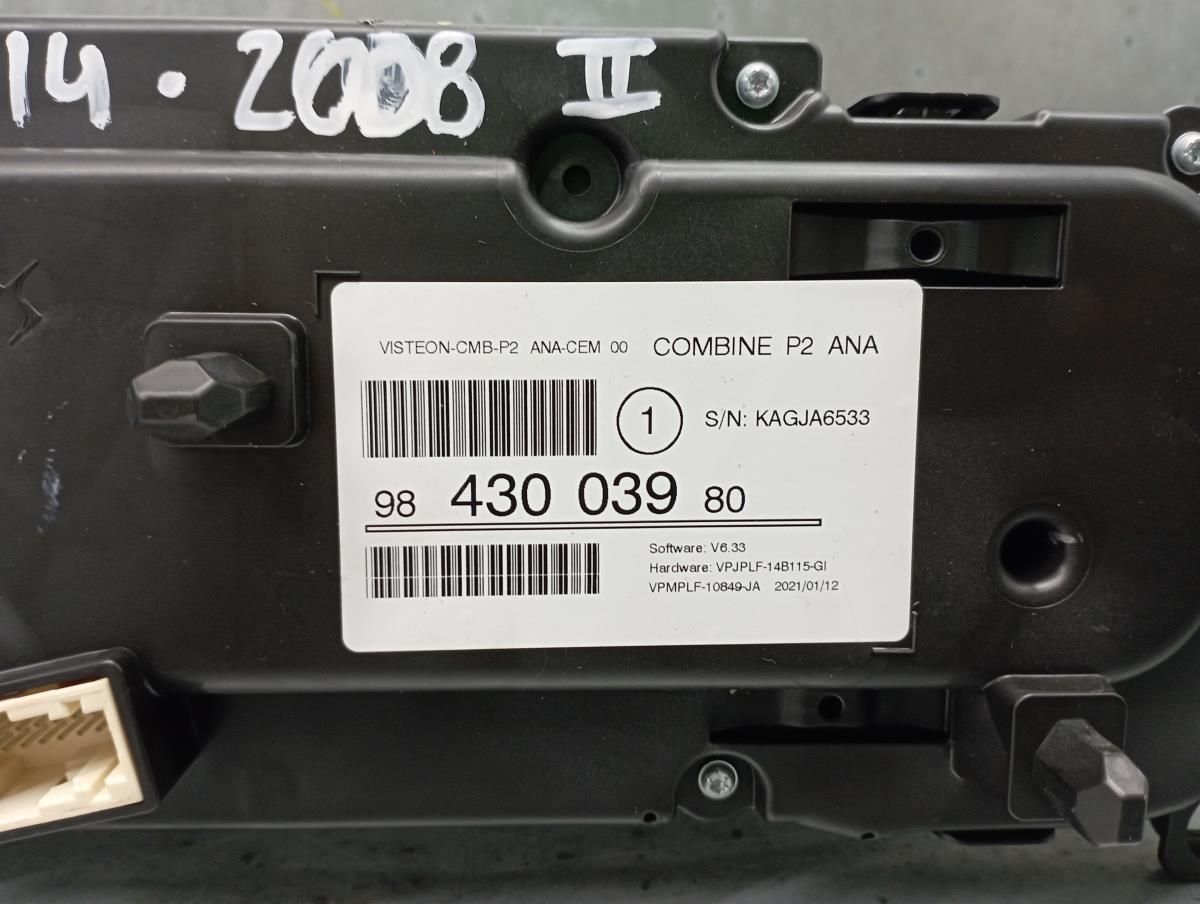 14 · 2008 II
VISTEON-CMB-P2 ANA-CEM 00 COMBINE P2 ANA
1 S/N: KAGJA6533
98 430 039 80
Software: V6.33
Hardware: VPJPLF-14B115-GI
VPMPLF-10849-JA 2021/01/12